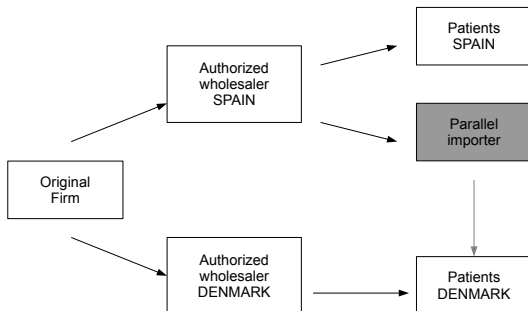 Patients
SPAIN
Authorized
wholesaler
SPAIN
Parallel
importer
Original
Firm
Authorized
wholesaler
DENMARK
Patients
DENMARK